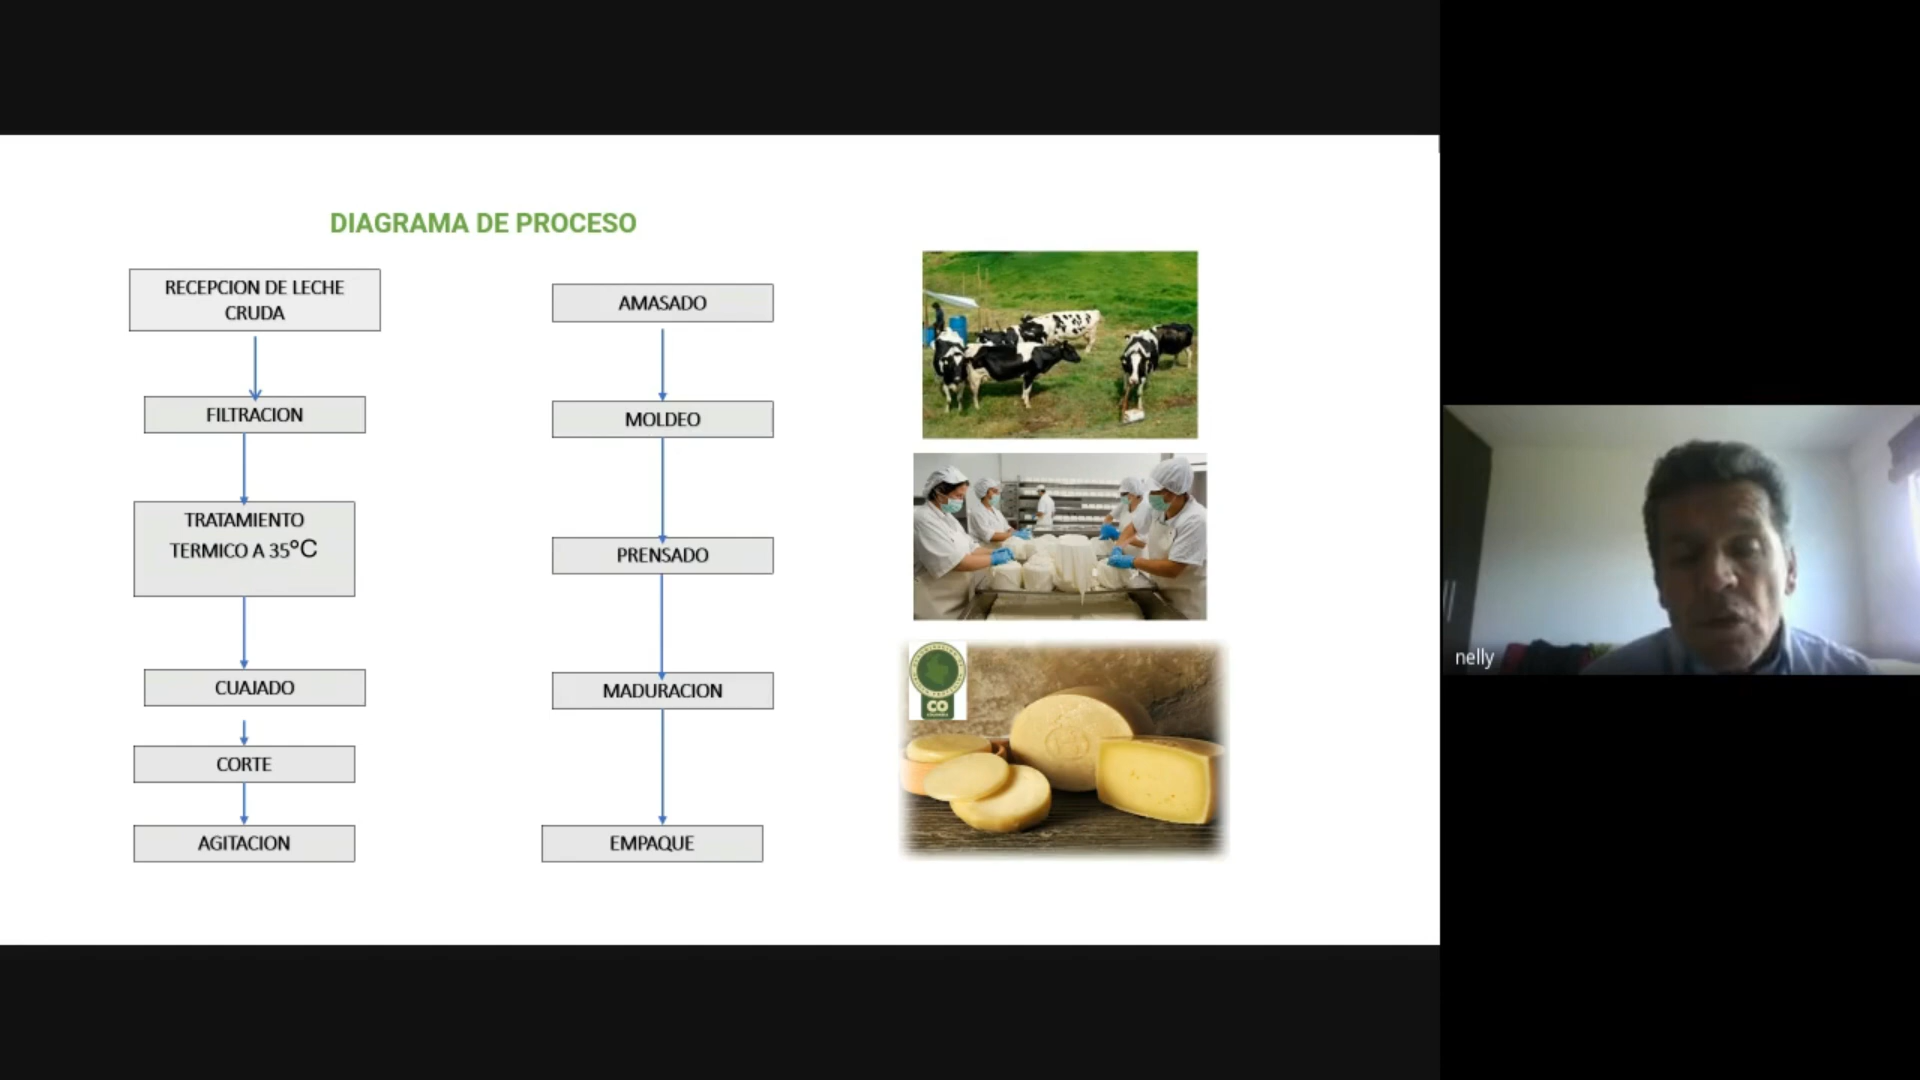 DIAGRAMA DE PROCESO
RECEPCION DE LECHE
CRUDA
FILTRACION
TRATAMIENTO
TERMICO A 35°C
CUAJADO
CORTE
AGITACION
AMASADO
MOLDEO
PRENSADO
MADURACION
EMPAQUE
CO
nelly